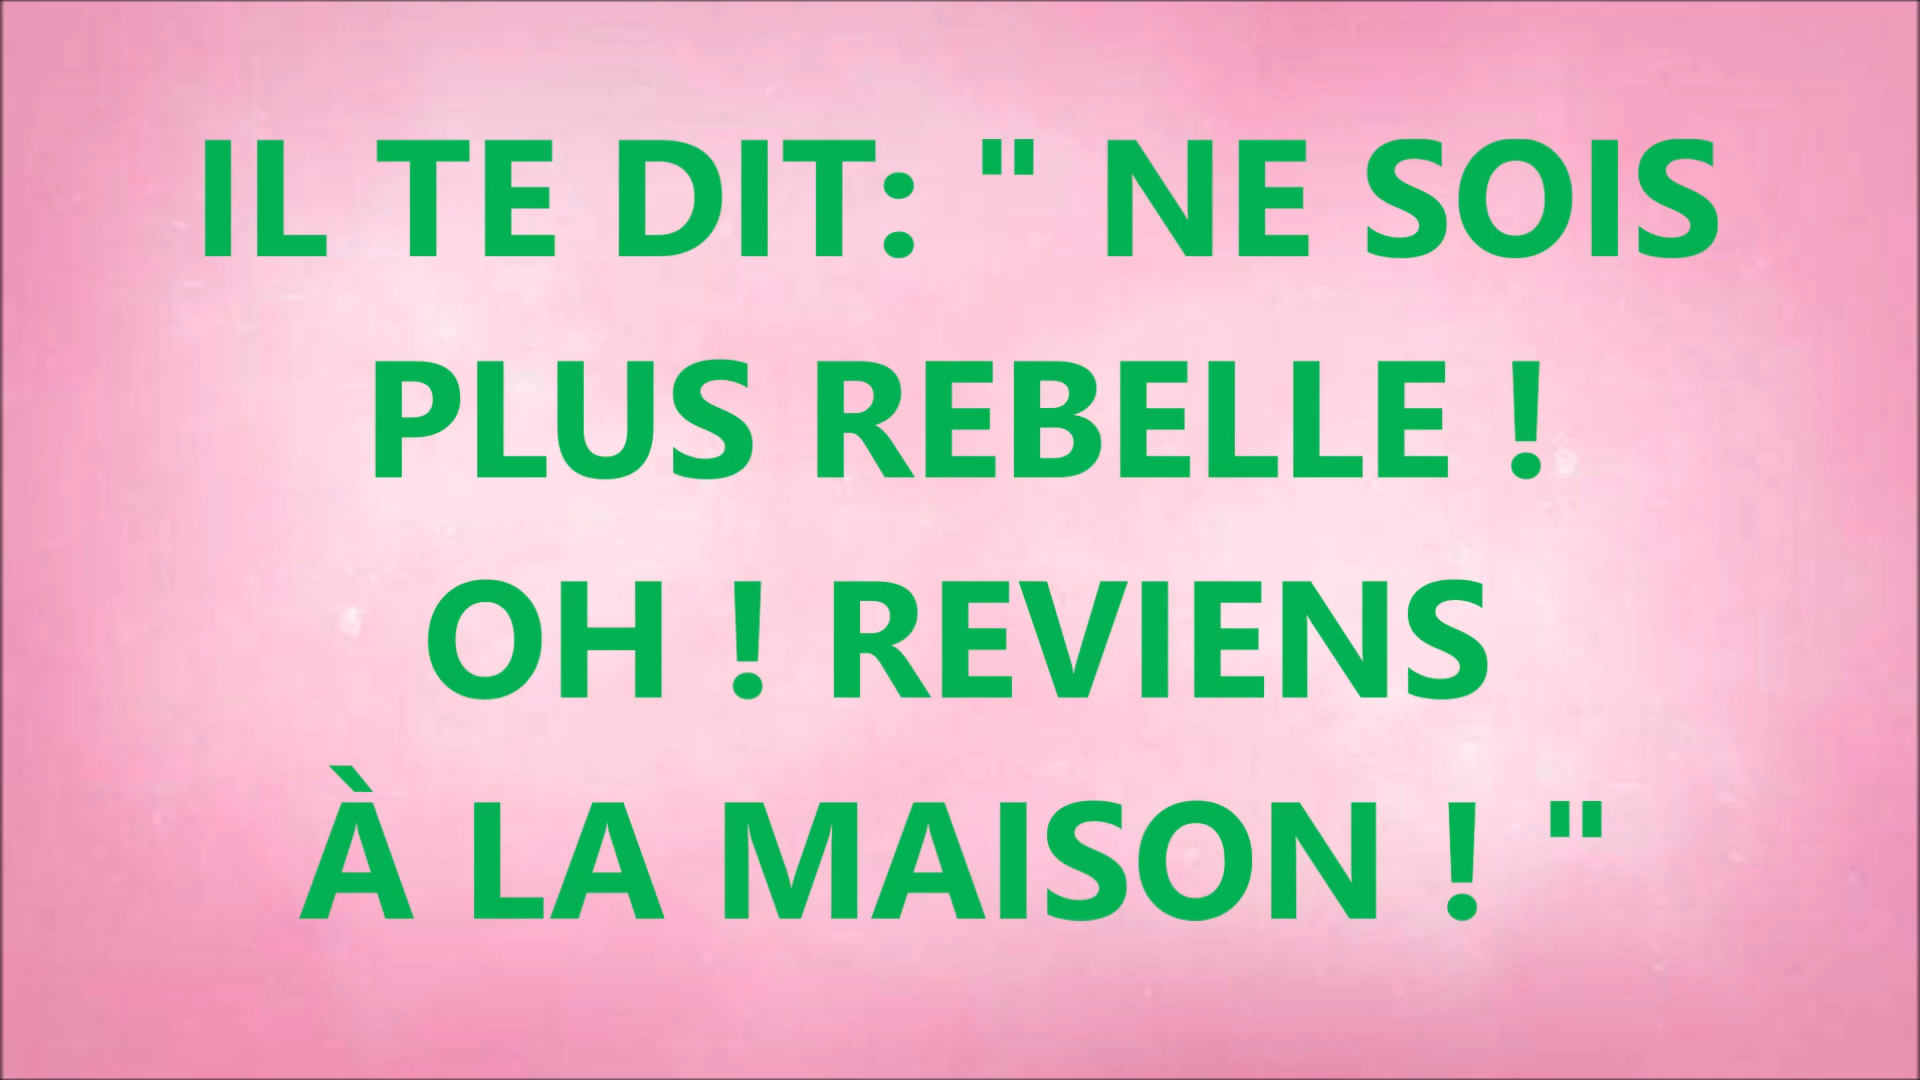 IL TE DIT: " NE SOIS
PLUS REBELLE !
OH ! REVIENS
À LA MAISON ! "